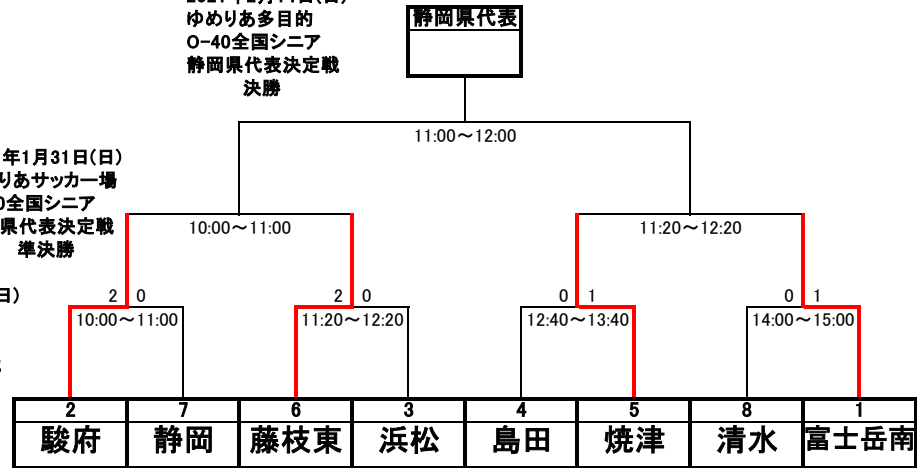 ゆめりあ多目的
O-40全国シニア
静岡県代表決定戦
決勝
静岡県代表
11:00～12:00
年1月31日(日)
りあサッカー場
0全国シニア
県代表決定戦
準決勝
10:00～11:00
11:20～12:20
日)
2 0
2 0
0 1
0 1
10:00～11:00
11:20～12:20
12:40～13:40
14:00～15:00
2 7 6 3 4 5 8 1
駿府 静岡 藤枝東 浜松 島田 焼津 清水 富士岳南